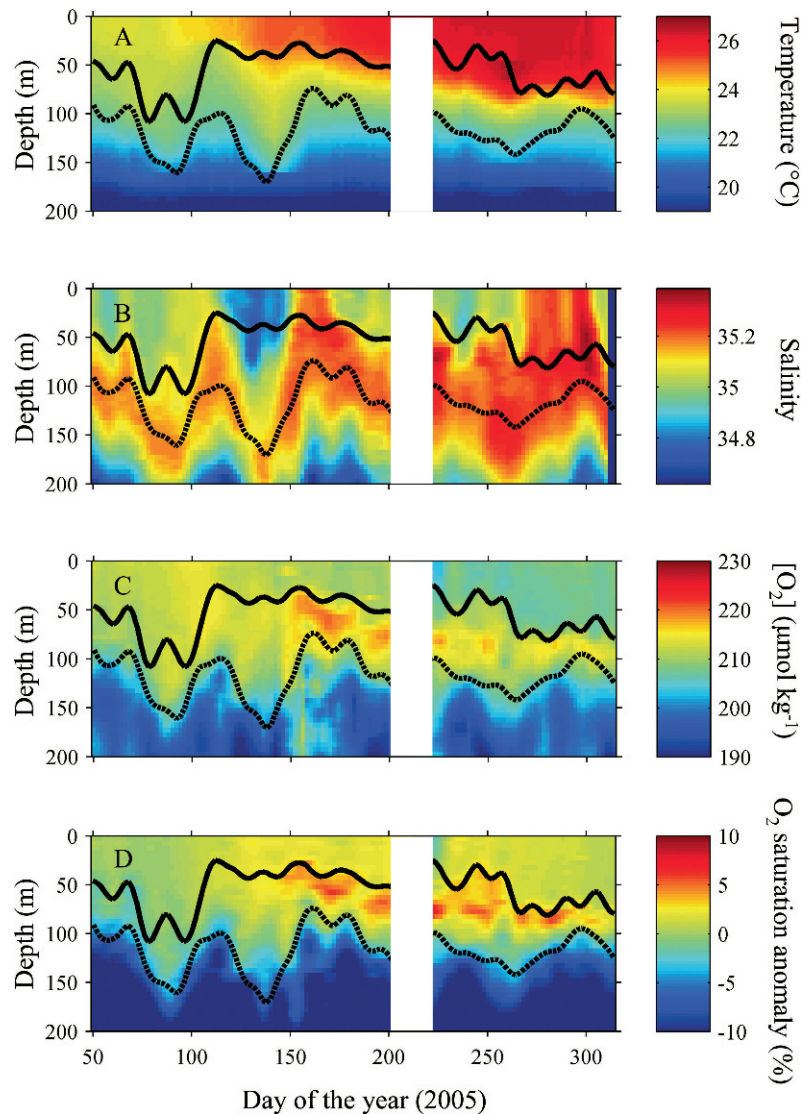 A
0
50
100
150
200
Depth (m)
26
24
22
20
Temperature (°C)
B
0
50
100
150
200
Depth (m)
35.2
35
34.8
Salinity
C
0
50
100
150
200
Depth (m)
230
220
210
200
190
[O₂] (μmol kg⁻¹)
D
0
50
100
150
200
Depth (m)
10
5
0
-5
-10
O₂ saturation anomaly (%)
50 100 150 200 250 300
Day of the year (2005)